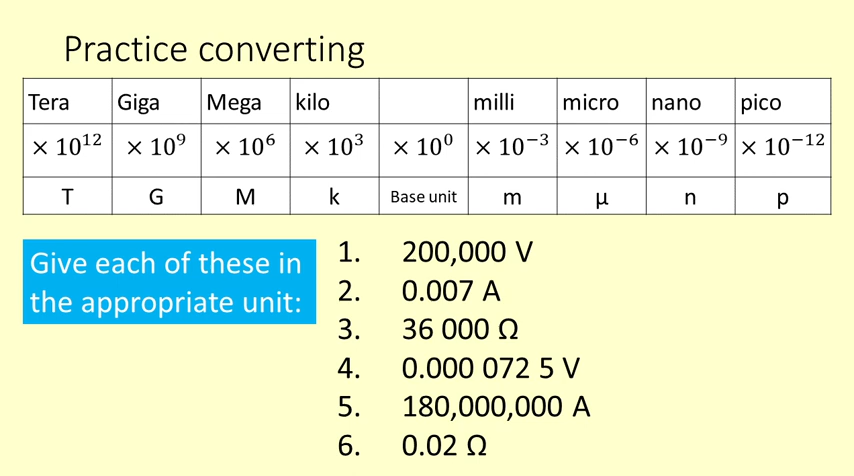 Practice converting
Tera Giga Mega kilo milli micro nano pico
× 10¹² × 10⁹ × 10⁶ × 10³ × 10⁰ × 10⁻³ × 10⁻⁶ × 10⁻⁹ × 10⁻¹²
T G M k Base unit m μ n p
Give each of these in
the appropriate unit:
1. 200,000 V
2. 0.007 A
3. 36 000 Ω
4. 0.000 072 5 V
5. 180,000,000 A
6. 0.02 Ω